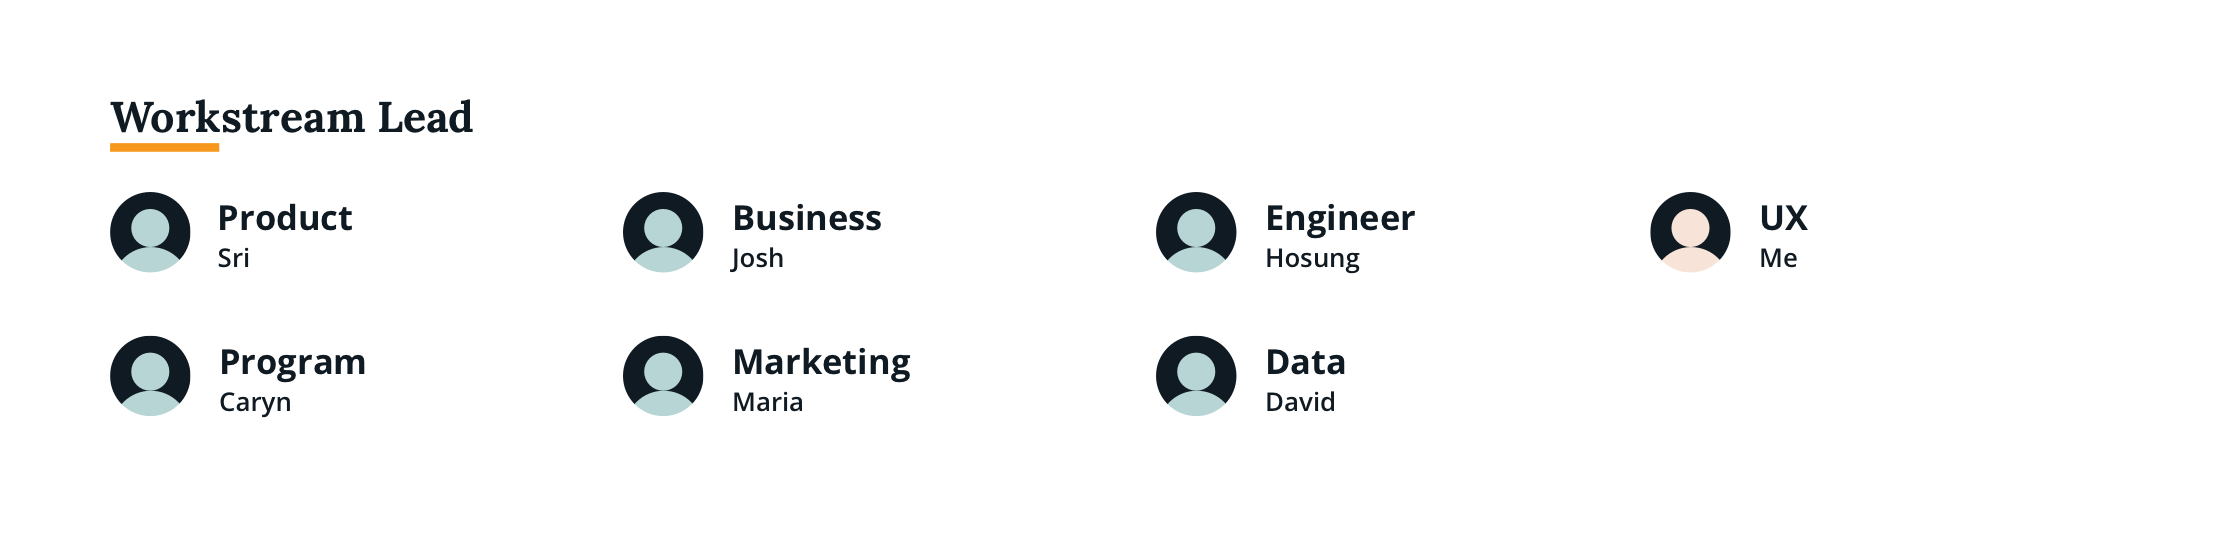 Workstream Lead
Product
Sri
Business
Josh
Engineer
Hosung
UX
Me
Program
Caryn
Marketing
Maria
Data
David